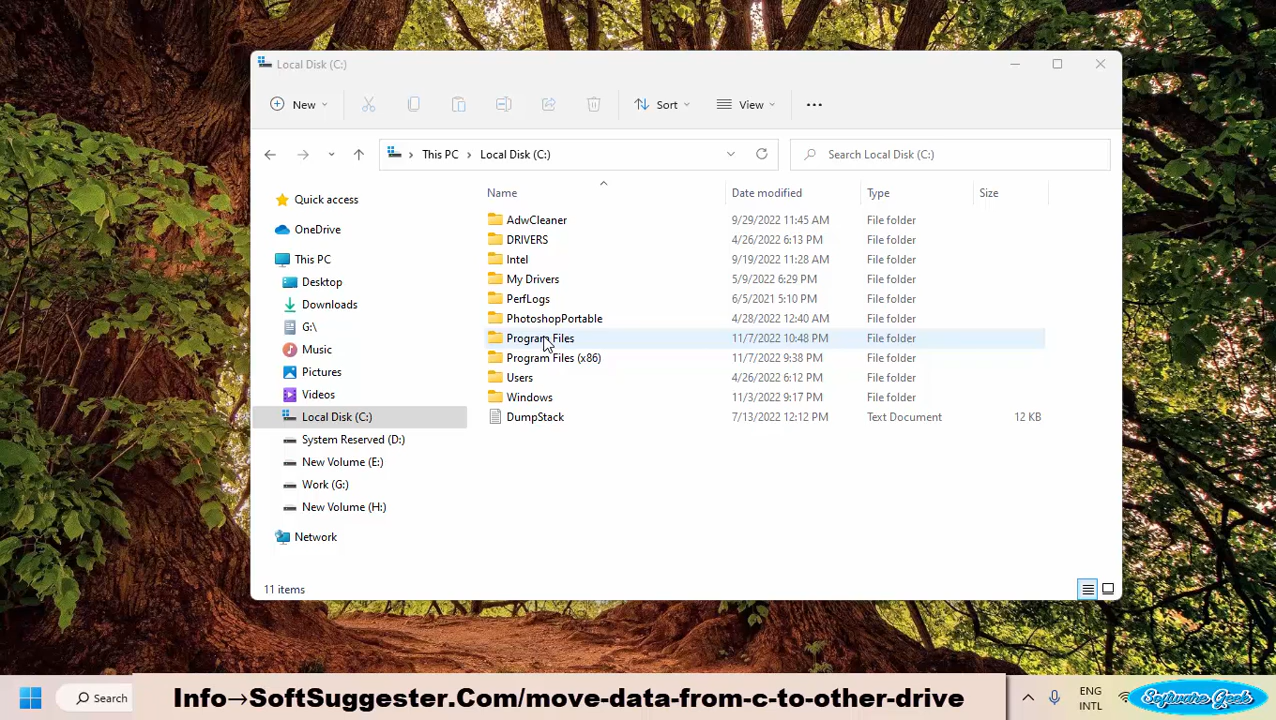 Local Disk (C:)
New
Sort
View
This PC
Local Disk (C:)
Search Local Disk (C:)
Name Date modified Type Size
AdwCleaner 9/29/2022 11:45 AM File folder
DRIVERS 4/26/2022 6:13 PM File folder
Intel 9/19/2022 11:28 AM File folder
My Drivers 5/9/2022 6:29 PM File folder
PerfLogs 6/5/2021 5:10 PM File folder
PhotoshopPortable 4/28/2022 12:40 AM File folder
Program Files 11/7/2022 10:48 PM File folder
Program Files (x86) 11/7/2022 9:38 PM File folder
Users 4/26/2022 6:12 PM File folder
Windows 11/3/2022 9:17 PM File folder
DumpStack 7/13/2022 12:12 PM Text Document 12 KB
Quick access
OneDrive
This PC
Desktop
Downloads
G:\
Music
Pictures
Videos
Local Disk (C:)
System Reserved (D:)
New Volume (E:)
Work (G:)
New Volume (H:)
Network
11 items
Search
Info→SoftSuggester.Com/move-data-from-c-to-other-drive
ENG
INTL
Software Geek